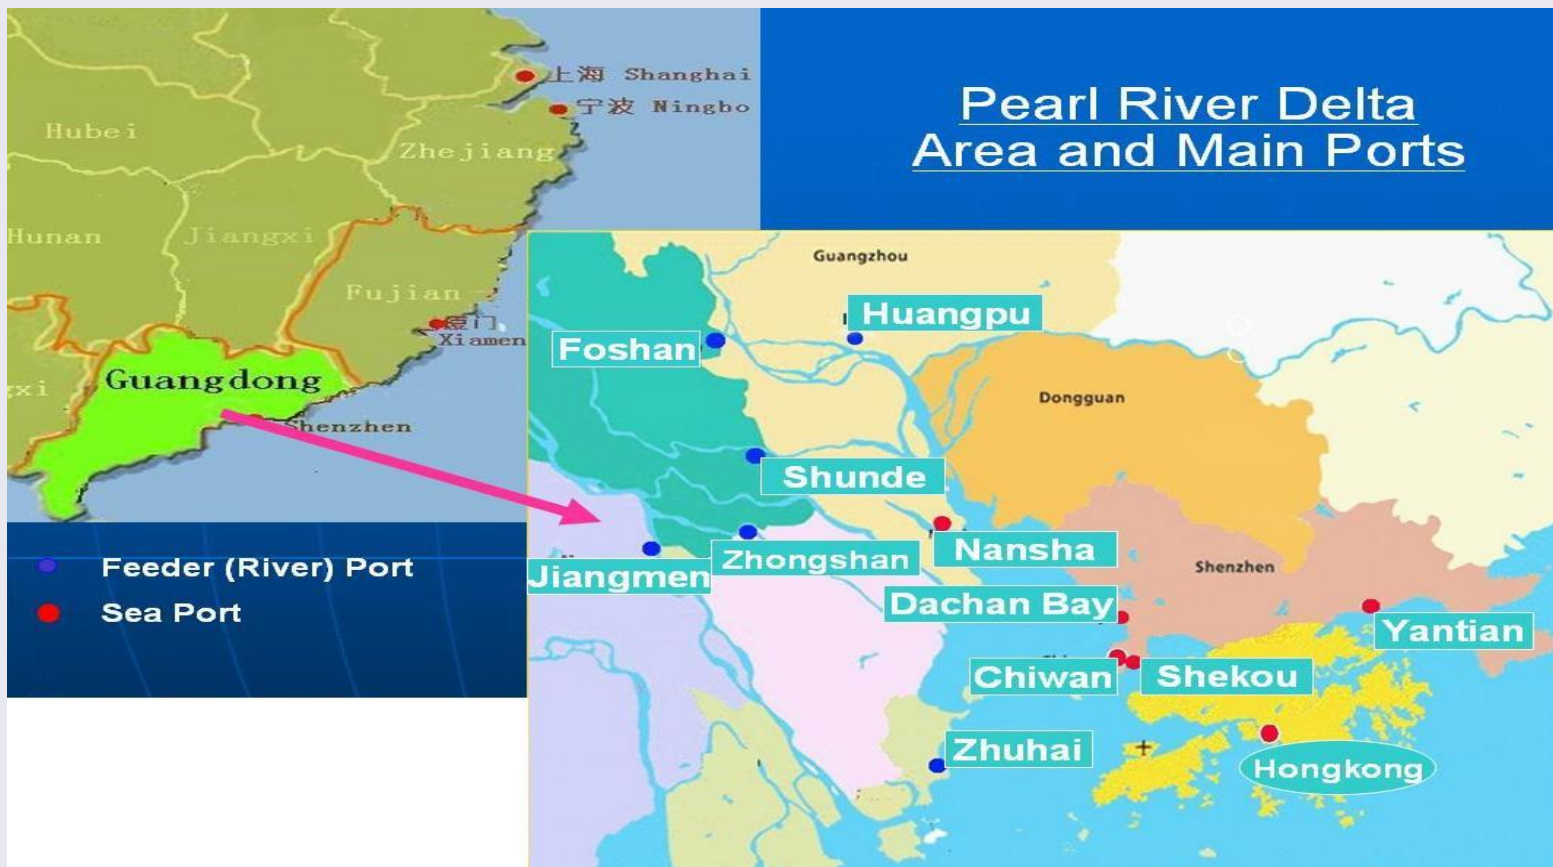 上海 Shanghai
宁波 Ningbo
Hubei
Zhejiang
Hunan
Jiangxi
Fujian
厦门
Xiamen
Guangdong
Shenzhen
Feeder (River) Port
Sea Port
Pearl River Delta
Area and Main Ports
Guangzhou
Huangpu
Foshan
Dongguan
Shunde
Nansha
Zhongshan
Jiangmen
Shenzhen
Dachan Bay
Yantian
Chiwan
Shekou
Zhuhai
Hongkong